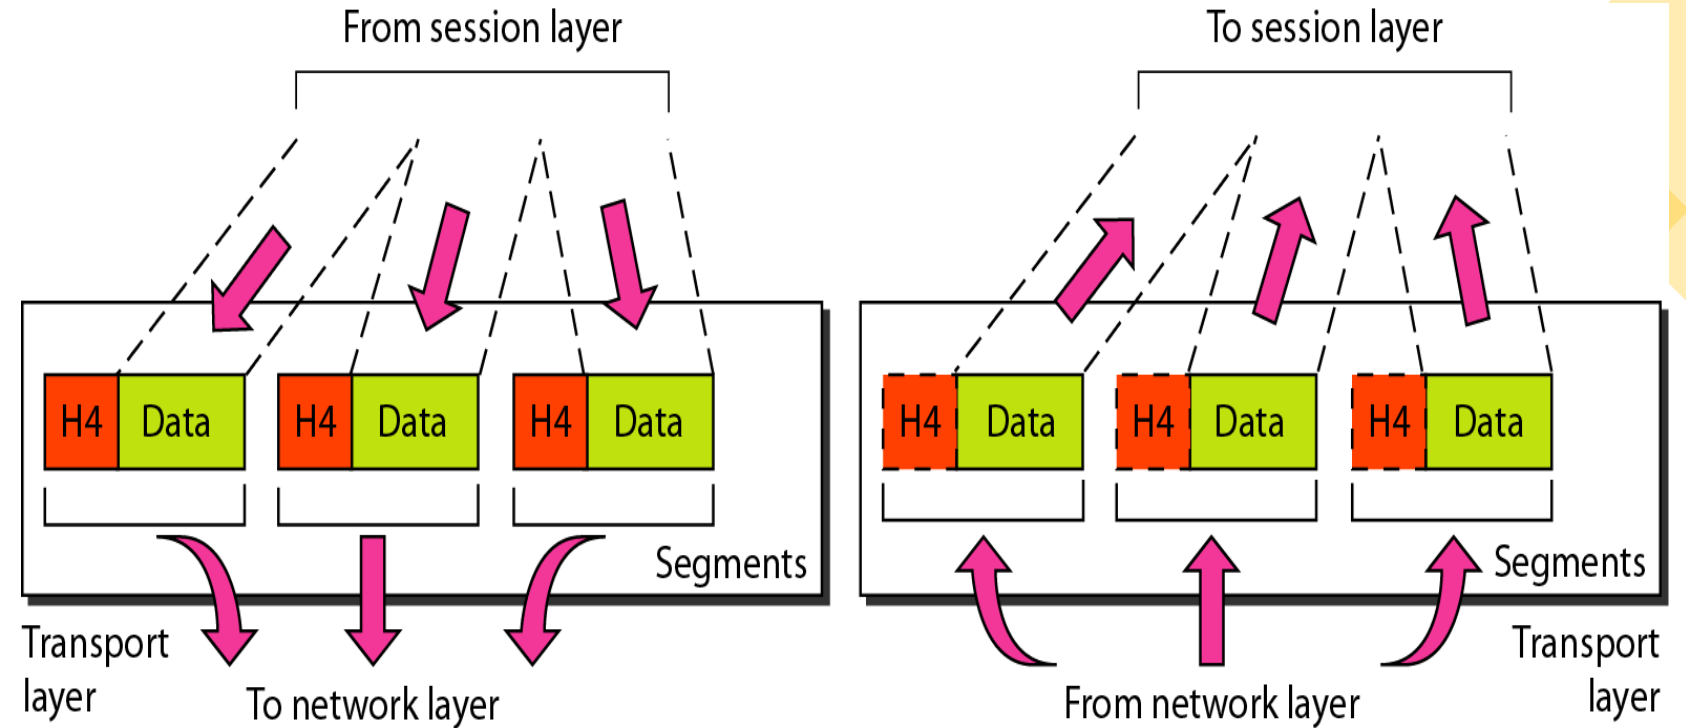 From session layer
H4 Data H4 Data H4 Data
Segments
Transport
layer
To network layer
To session layer
H4 Data H4 Data H4 Data
Segments
Transport
layer
From network layer